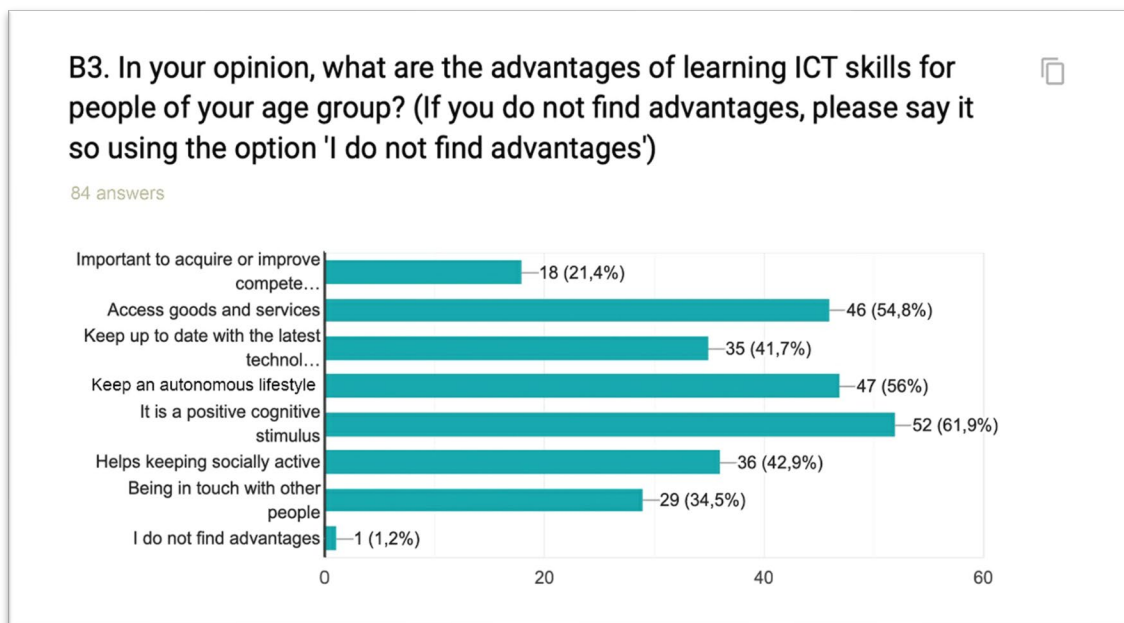 B3. In your opinion, what are the advantages of learning ICT skills for
people of your age group? (If you do not find advantages, please say it
so using the option 'I do not find advantages')
84 answers
Important to acquire or improve
compete…
18 (21,4%)
Access goods and services
46 (54,8%)
Keep up to date with the latest
technol…
35 (41,7%)
Keep an autonomous lifestyle
47 (56%)
It is a positive cognitive
stimulus
52 (61,9%)
Helps keeping socially active
36 (42,9%)
Being in touch with other
people
29 (34,5%)
I do not find advantages
1 (1,2%)
0 20 40 60